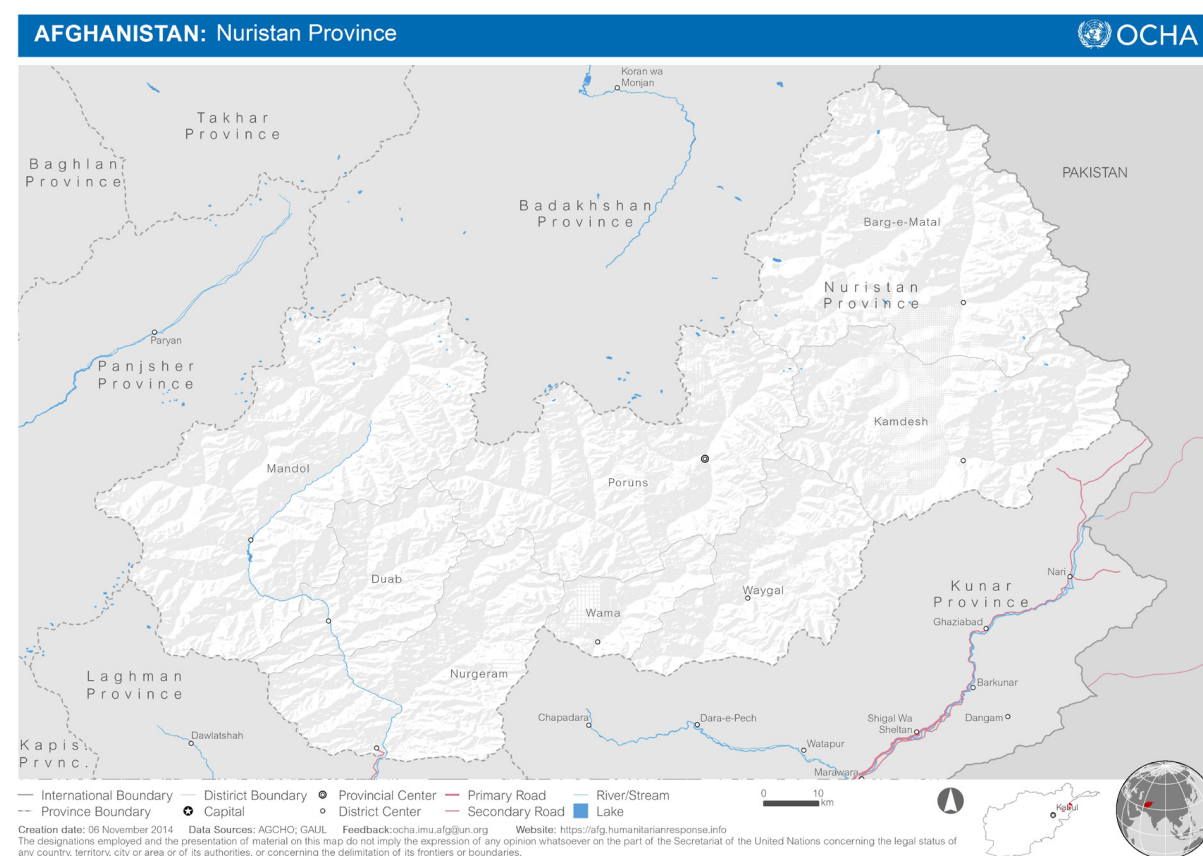 AFGHANISTAN: Nuristan Province
OCHA
Koran wa
Monjan
Takhar
Province
Baghlan
Province
PAKISTAN
Badakhshan
Province
Barg-e-Matal
Nuristan
Province
Paryan
Panjsher
Province
Kamdesh
Mandol
Poruns
Duab
Nari
Waygal
Kunar
Province
Wama
Ghaziabad
Nurgeram
Laghman
Province
Barkunar
Chapadara
Dara-e-Pech
Shigal Wa
Sheltan
Dangam
Dawlatshah
Watapur
Kapis.
Prvnc.
Marawara
International Boundary
District Boundary
Provincial Center
Primary Road
River/Stream
Province Boundary
Capital
District Center
Secondary Road
Lake
0 10
km
Kabul
Creation date: 06 November 2014 Data Sources: AGCHO; GAUL Feedback:ocha.imu.afg@un.org Website: https://afg.humanitarianresponse.info
The designations employed and the presentation of material on this map do not imply the expression of any opinion whatsoever on the part of the Secretariat of the United Nations concerning the legal status of
any country, territory, city or area or of its authorities, or concerning the delimitation of its frontiers or boundaries.